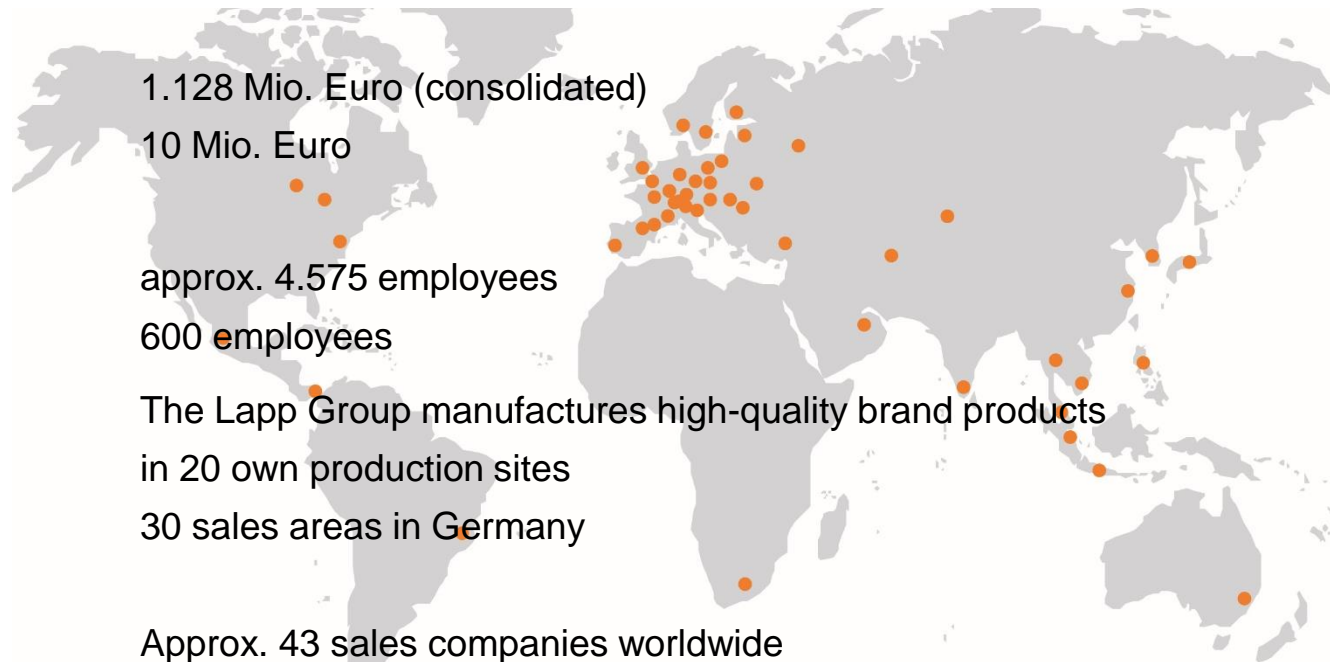 1.128 Mio. Euro (consolidated)
10 Mio. Euro
approx. 4.575 employees
600 employees
The Lapp Group manufactures high-quality brand products
in 20 own production sites
30 sales areas in Germany
Approx. 43 sales companies worldwide